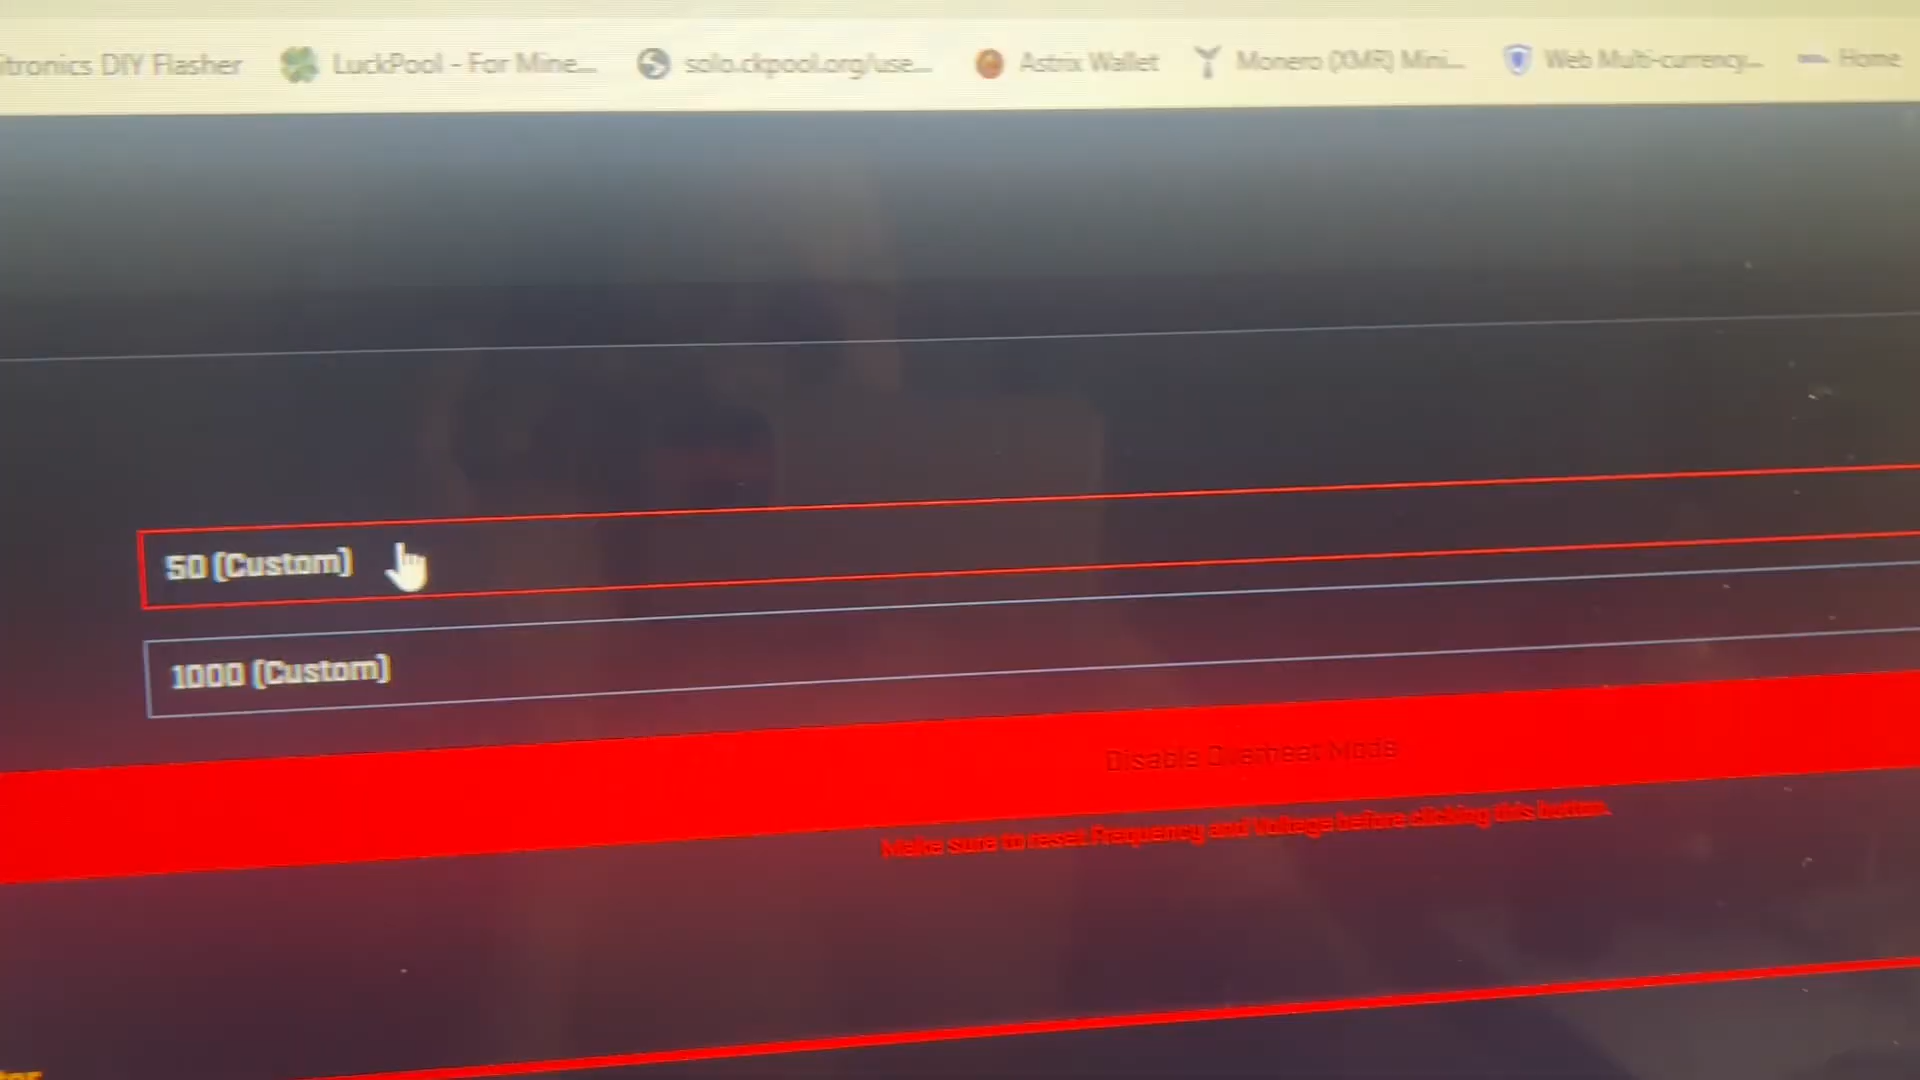 itronics DIY Flasher LuckPool - For Mine... solo.ckpool.org/use... Astrix Wallet Monero (XMR) Mini... Web Multi-currency... Home
50 (Custom)
1000 (Custom)
Disable Overheat Mode
Make sure to reset Frequency and Voltage before clicking this button.